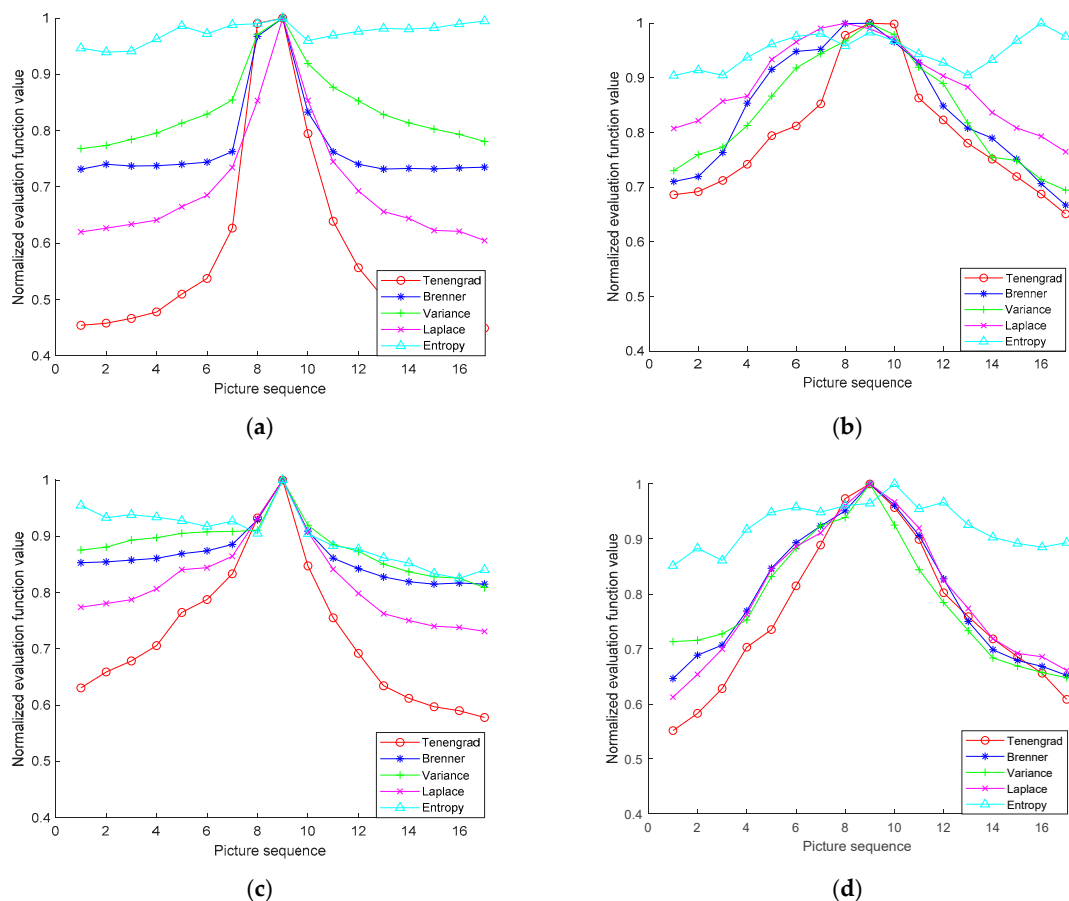 1
0.9
0.8
0.7
0.6
0.5
0.4
Normalized evaluation function value
0 2 4 6 8 10 12 14 16
Picture sequence
Tenengrad
Brenner
Variance
Laplace
Entropy
(a)
1
0.9
0.8
0.7
0.6
0.5
0.4
Normalized evaluation function value
0 2 4 6 8 10 12 14 16
Picture sequence
Tenengrad
Brenner
Variance
Laplace
Entropy
(b)
1
0.9
0.8
0.7
0.6
0.5
0.4
Normalized evaluation function value
0 2 4 6 8 10 12 14 16
Picture sequence
Tenengrad
Brenner
Variance
Laplace
Entropy
(c)
1
0.9
0.8
0.7
0.6
0.5
0.4
Normalized evaluation function value
0 2 4 6 8 10 12 14 16
Picture sequence
Tenengrad
Brenner
Variance
Laplace
Entropy
(d)